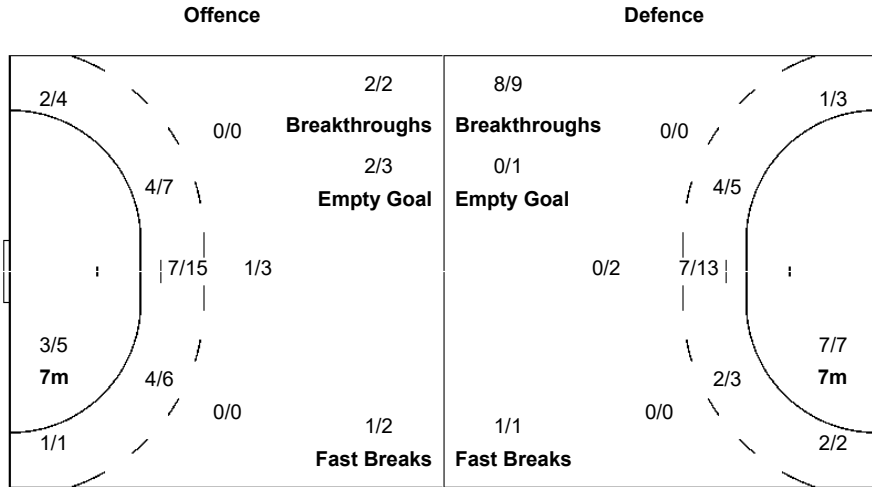 Offence Defence
2/2 8/9
2/4 1/3
Breakthroughs Breakthroughs
0/0 0/0
2/3 0/1
4/7 4/5
Empty Goal Empty Goal
7/15 1/3 0/2 7/13
3/5 7/7
7m 4/6 2/3 7m
0/0 0/0
1/1 1/2 1/1 2/2
Fast Breaks Fast Breaks